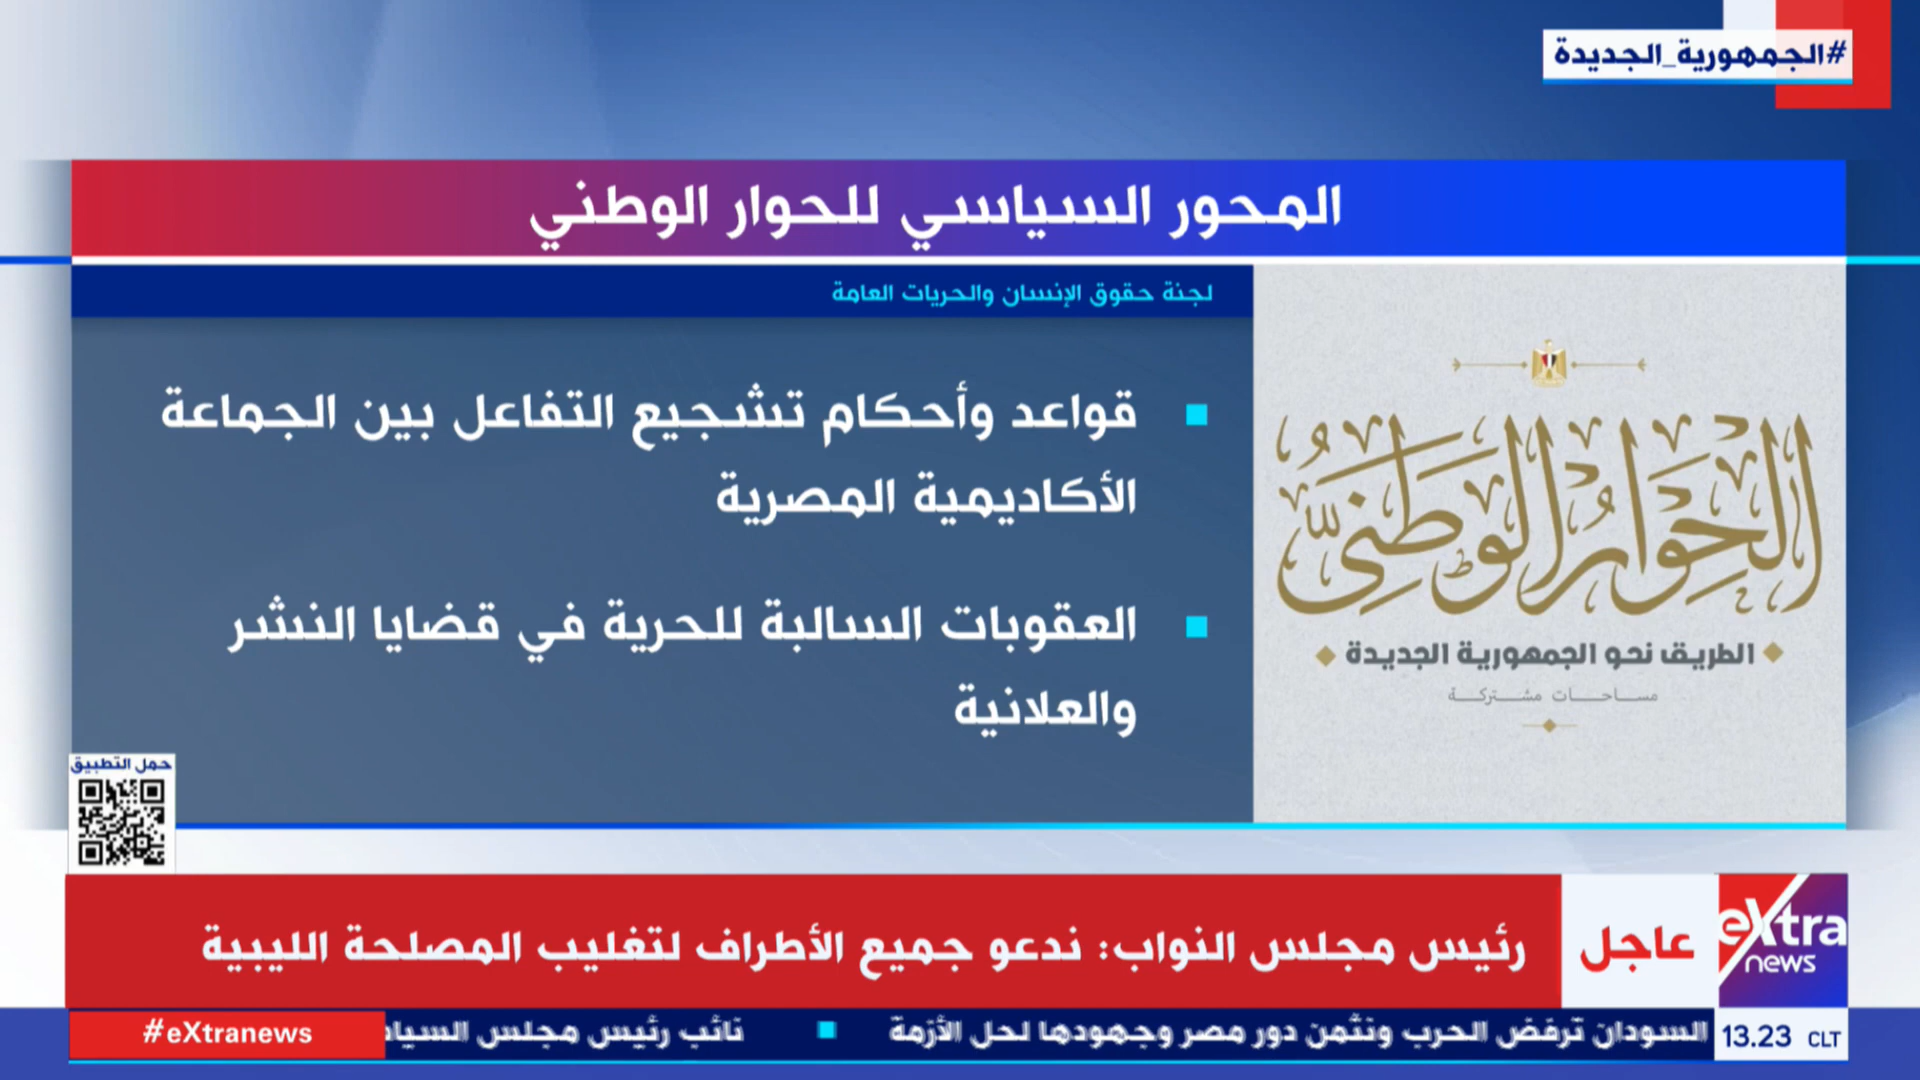 #الجمهورية_الجديدة
المحور السياسي للحوار الوطني
لجنة حقوق الإنسان والحريات العامة
قواعد وأحكام تشجيع التفاعل بين الجماعة
الأكاديمية المصرية
العقوبات السالبة للحرية في قضايا النشر
والعلانية
الحوار الوطني
الطريق نحو الجمهورية الجديدة
مساحات مشتركة
حمل التطبيق
عاجل
رئيس مجلس النواب: ندعو جميع الأطراف لتغليب المصلحة الليبية
eXtra
news
السودان ترفض الحرب ونثمن دور مصر وجهودها لحل الأزمة
نائب رئيس مجلس السياد
#eXtranews
13.23 CLT